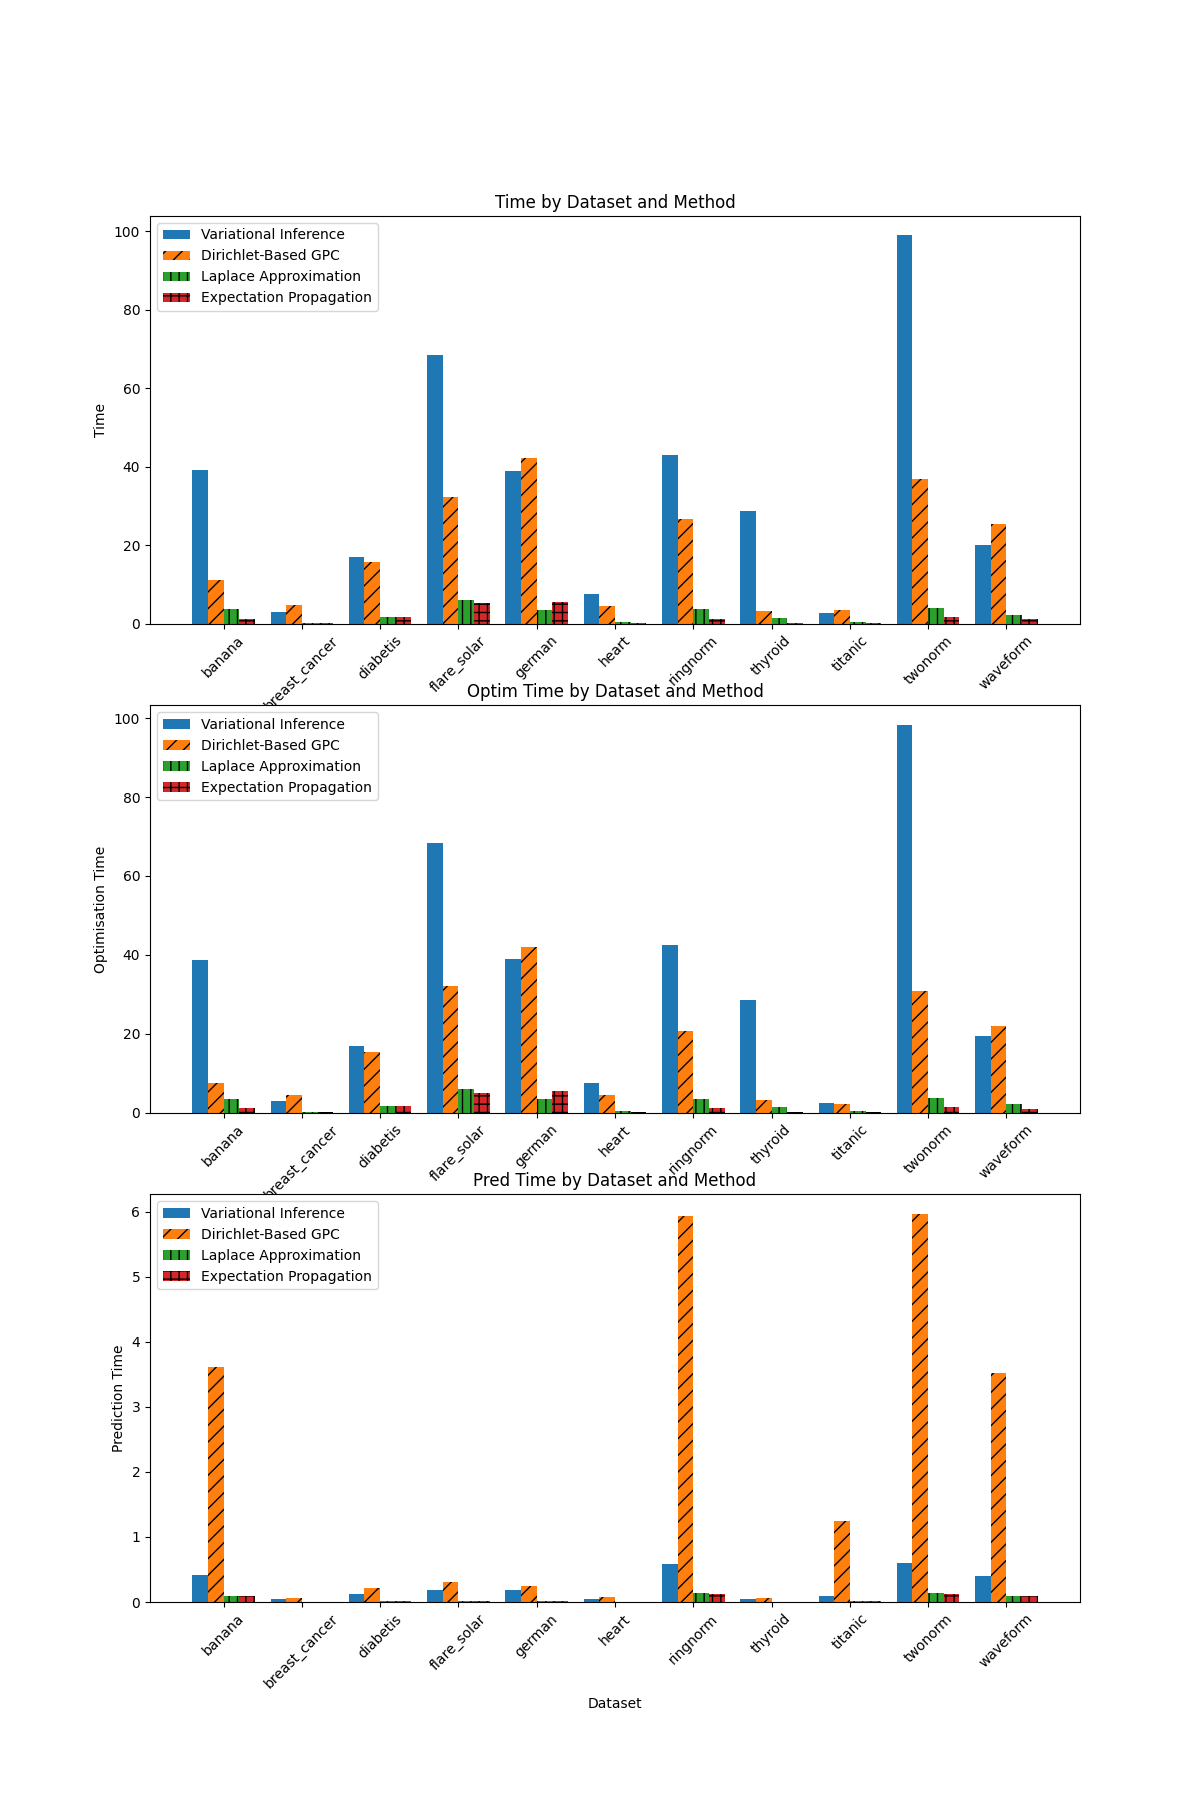 Time by Dataset and Method
Variational Inference
Dirichlet-Based GPC
Laplace Approximation
Expectation Propagation
Time
100
80
60
40
20
0
banana
breast_cancer
diabetis
flare_solar
german
heart
ringnorm
thyroid
titanic
twonorm
waveform
Optim Time by Dataset and Method
Variational Inference
Dirichlet-Based GPC
Laplace Approximation
Expectation Propagation
Optimisation Time
100
80
60
40
20
0
banana
breast_cancer
diabetis
flare_solar
german
heart
ringnorm
thyroid
titanic
twonorm
waveform
Pred Time by Dataset and Method
Variational Inference
Dirichlet-Based GPC
Laplace Approximation
Expectation Propagation
Prediction Time
6
5
4
3
2
1
0
banana
breast_cancer
diabetis
flare_solar
german
heart
ringnorm
thyroid
titanic
twonorm
waveform
Dataset